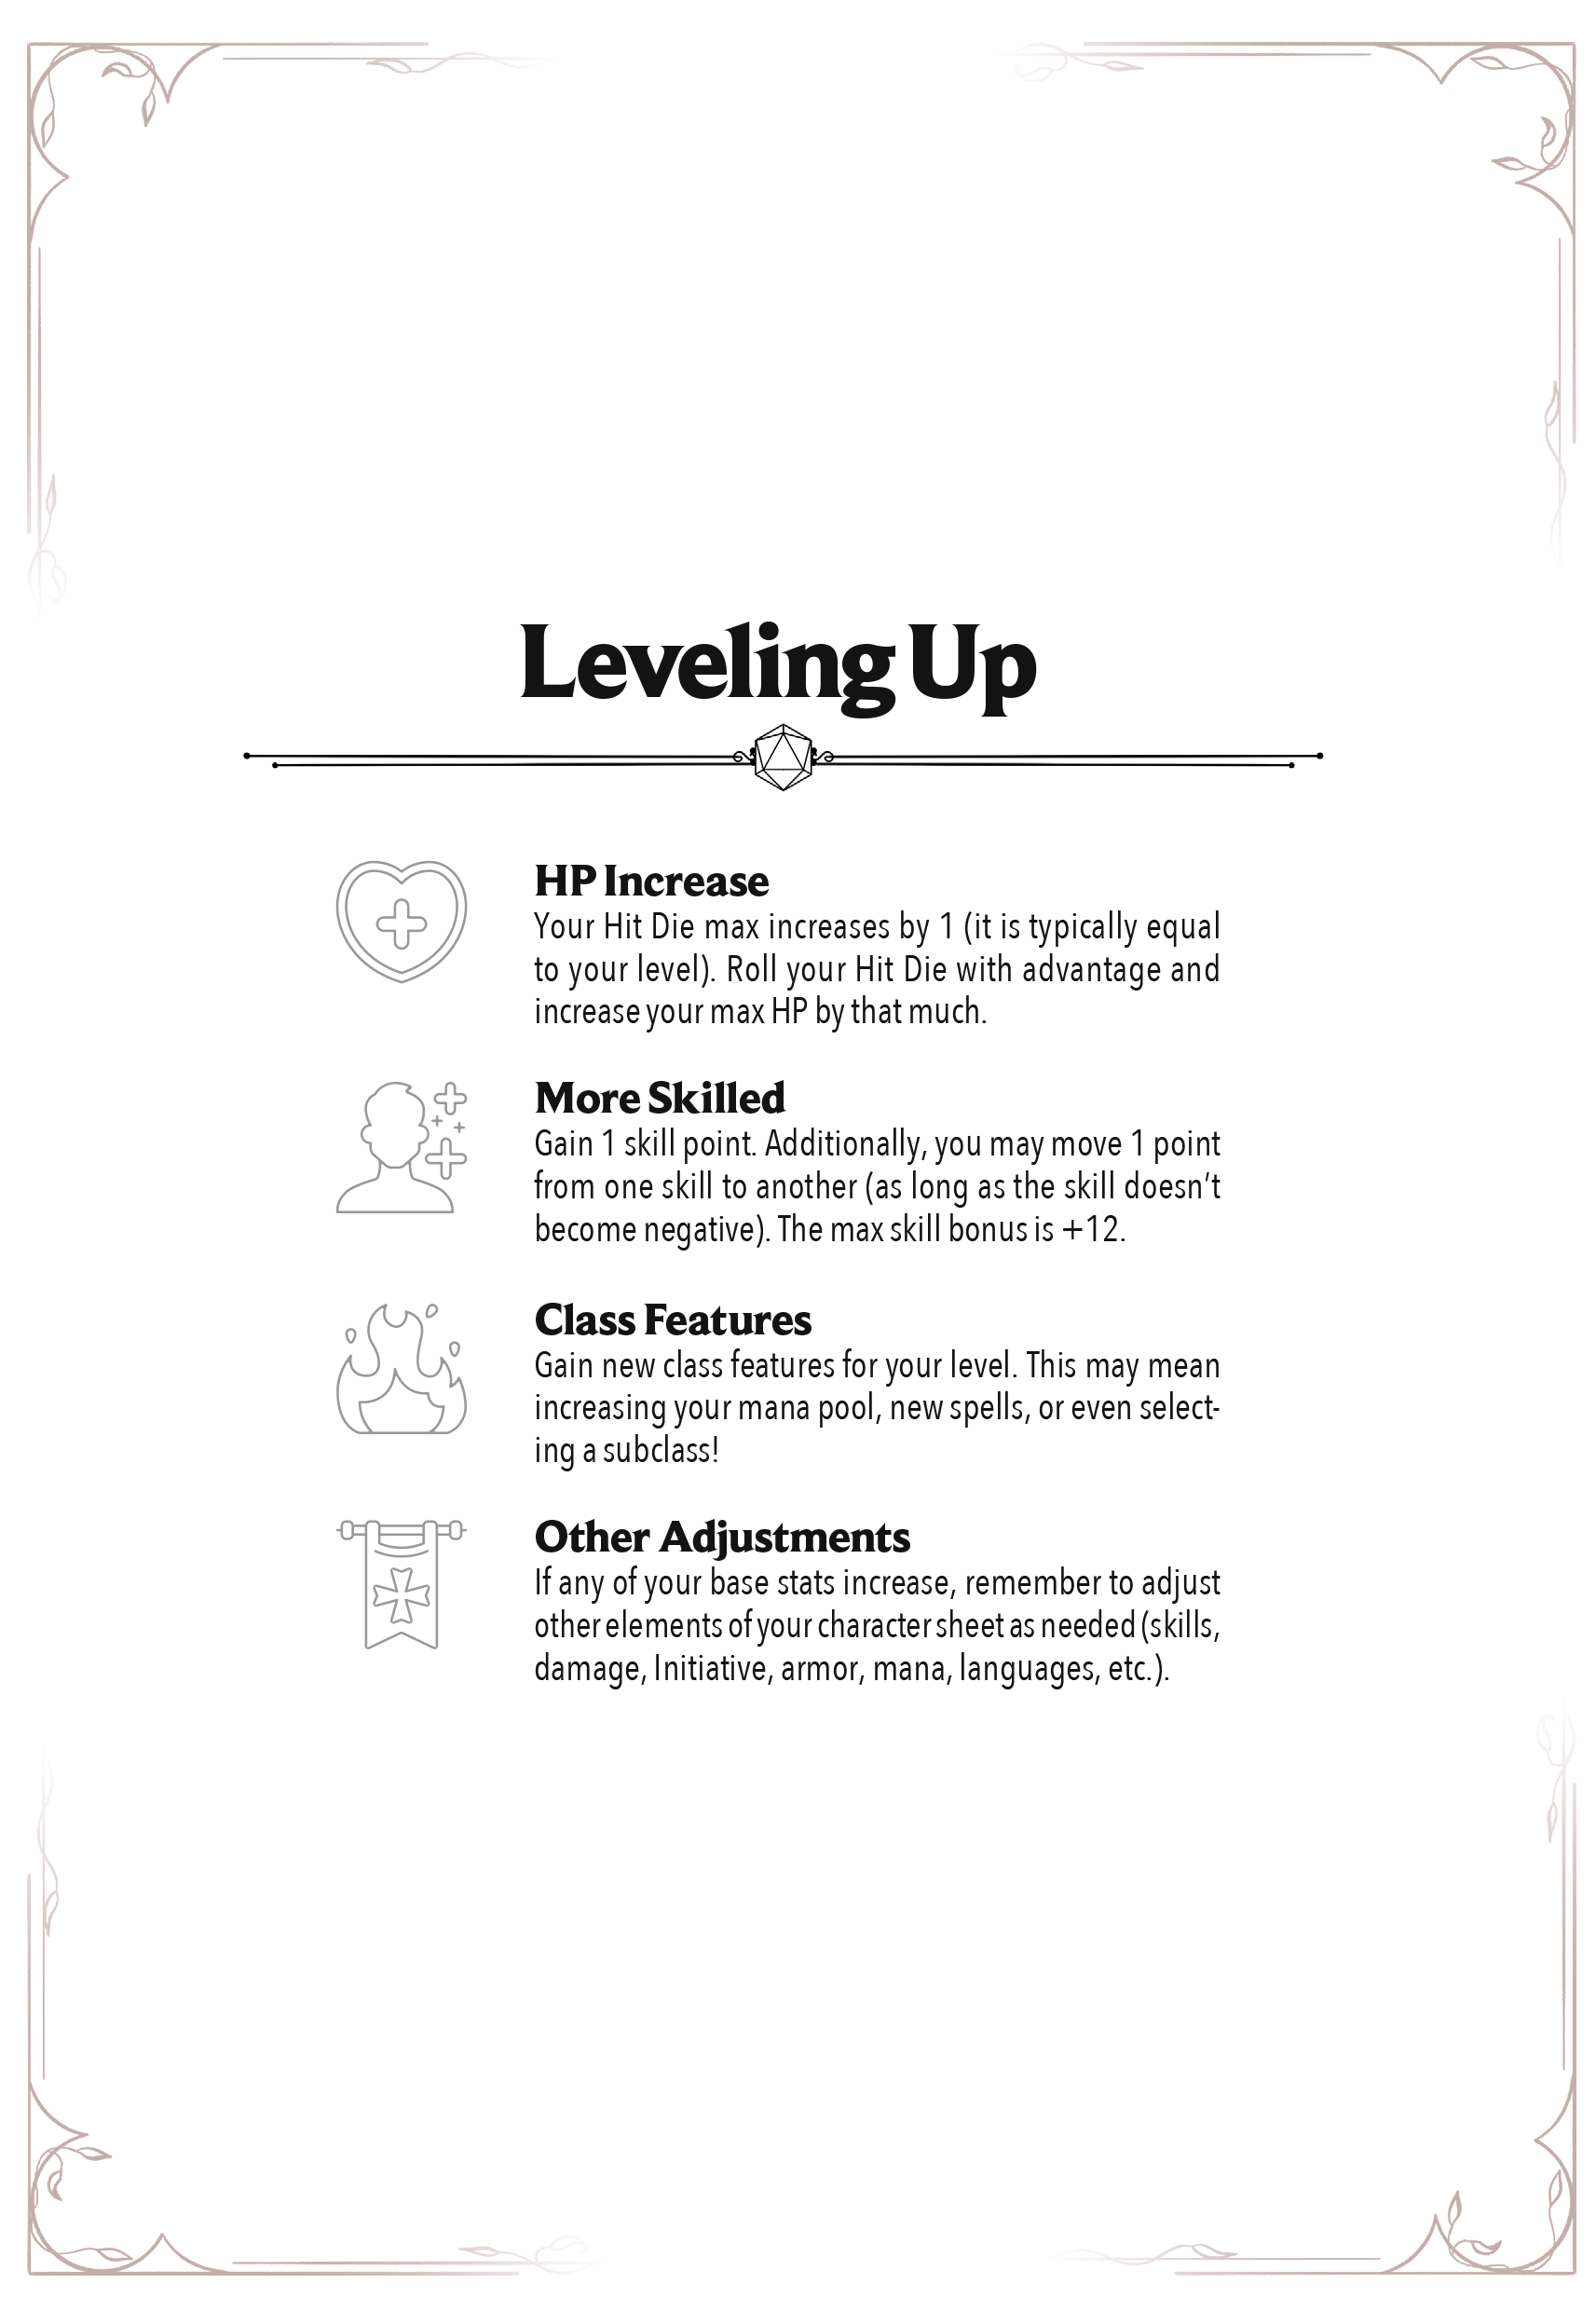 Leveling Up
HP Increase
Your Hit Die max increases by 1 (it is typically equal
to your level). Roll your Hit Die with advantage and
increase your max HP by that much.
More Skilled
Gain 1 skill point. Additionally, you may move 1 point
from one skill to another (as long as the skill doesn’t
become negative). The max skill bonus is +12.
Class Features
Gain new class features for your level. This may mean
increasing your mana pool, new spells, or even select-
ing a subclass!
Other Adjustments
If any of your base stats increase, remember to adjust
other elements of your character sheet as needed (skills,
damage, Initiative, armor, mana, languages, etc.).